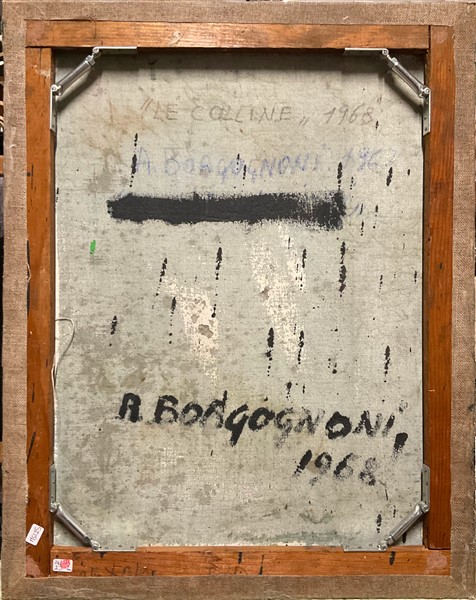 "LE COLLINE„ 1968
A BORGOGNONI 1968
A. BORGOGNONI,
1968